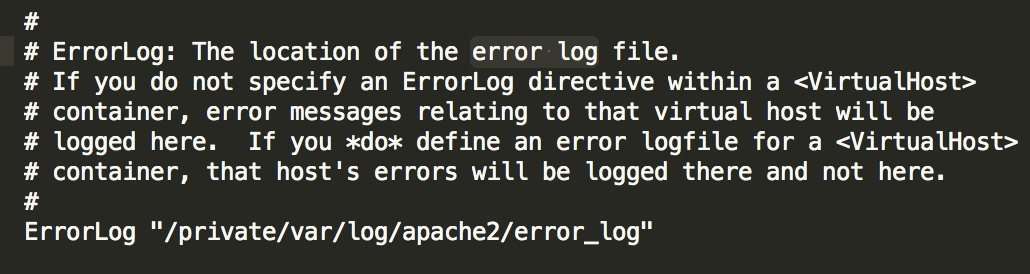 #
# ErrorLog: The location of the error log file.
# If you do not specify an ErrorLog directive within a <VirtualHost>
# container, error messages relating to that virtual host will be
# logged here.  If you *do* define an error logfile for a <VirtualHost>
# container, that host's errors will be logged there and not here.
#
ErrorLog "/private/var/log/apache2/error_log"